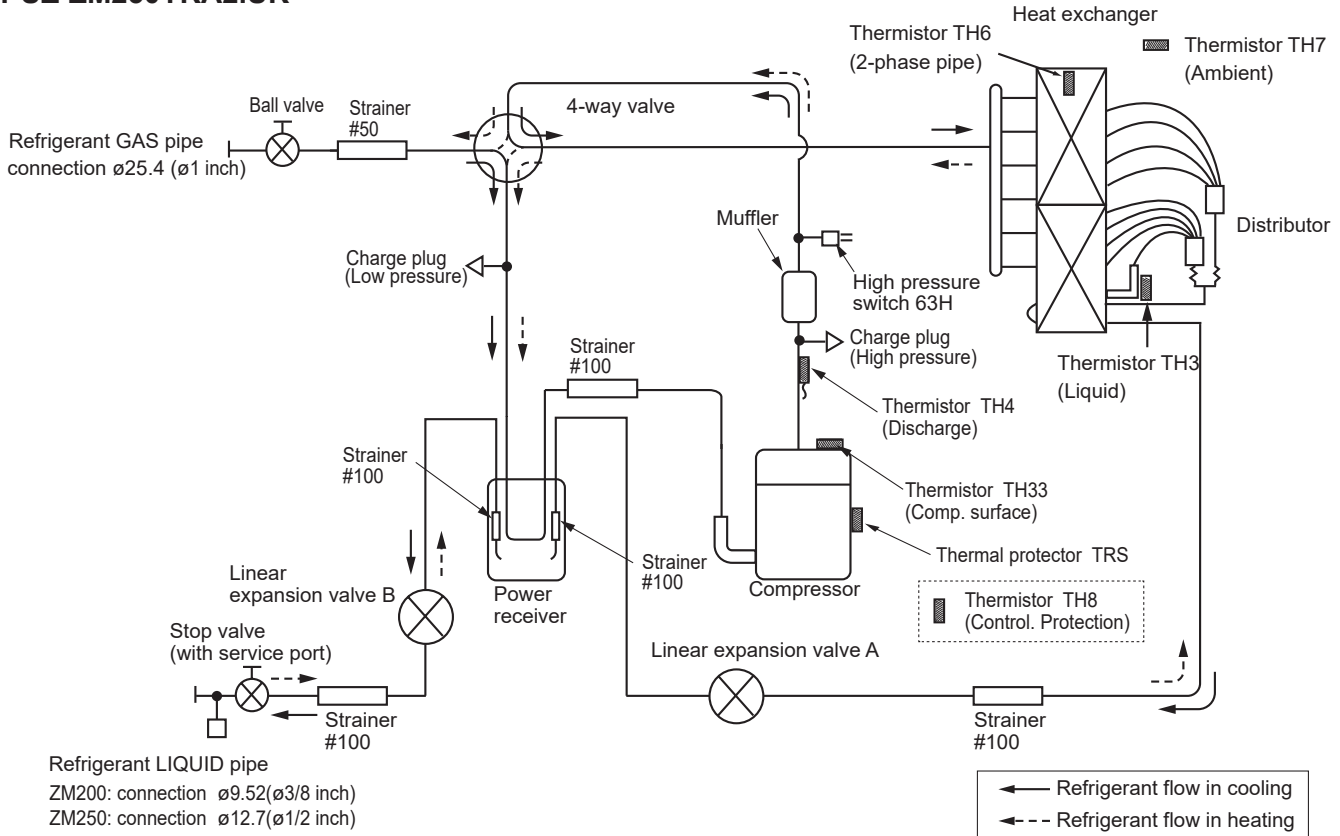 Heat exchanger
Thermistor TH6
(2-phase pipe)
Thermistor TH7
(Ambient)
Ball valve
Strainer
#50
4-way valve
Refrigerant GAS pipe
connection ø25.4 (ø1 inch)
Muffler
Distributor
Charge plug
(Low pressure)
High pressure
switch 63H
Charge plug
(High pressure)
Strainer
#100
Thermistor TH3
(Liquid)
Thermistor TH4
(Discharge)
Strainer
#100
Thermistor TH33
(Comp. surface)
Strainer
#100
Thermal protector TRS
Linear
expansion valve B
Power
receiver
Compressor
Thermistor TH8
(Control. Protection)
Stop valve
(with service port)
Linear expansion valve A
Strainer
#100
Strainer
#100
Refrigerant LIQUID pipe
ZM200: connection ø9.52(ø3/8 inch)
ZM250: connection ø12.7(ø1/2 inch)
Refrigerant flow in cooling
Refrigerant flow in heating